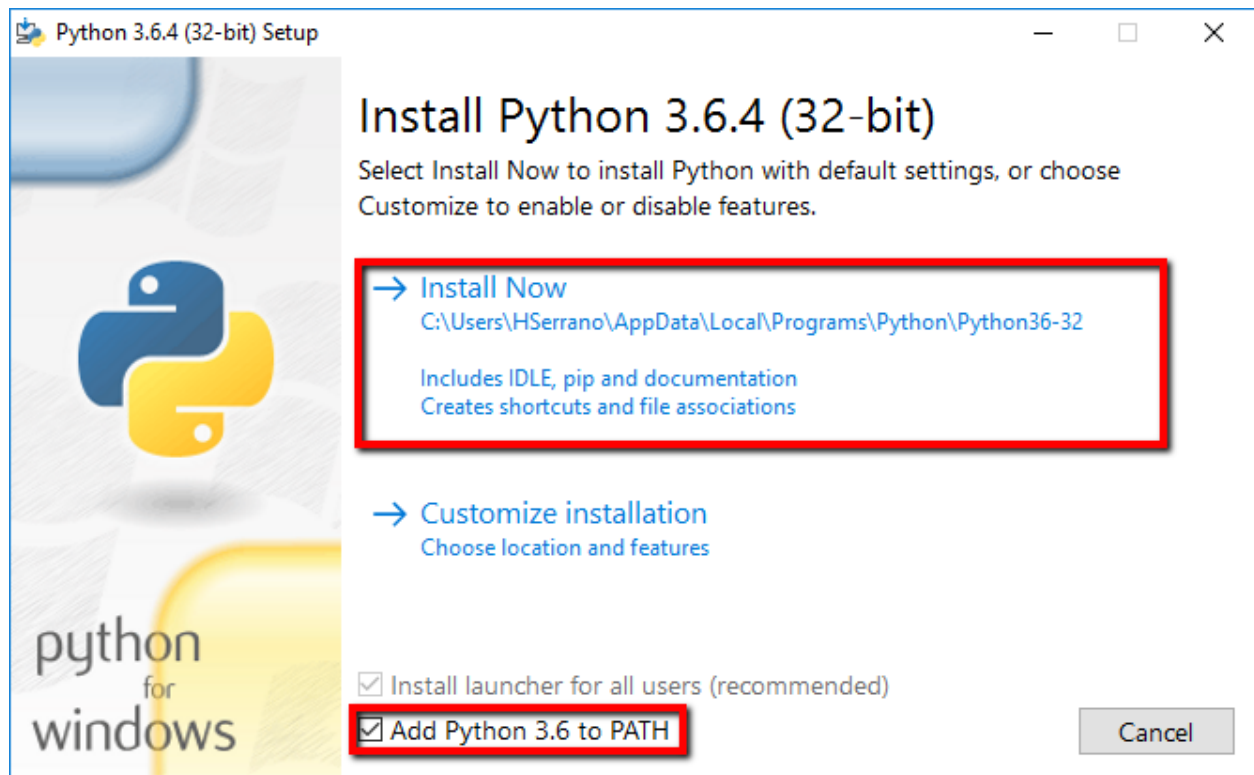 Python 3.6.4 (32-bit) Setup
Install Python 3.6.4 (32-bit)
Select Install Now to install Python with default settings, or choose
Customize to enable or disable features.
Install Now
C:\Users\HSerrano\AppData\Local\Programs\Python\Python36-32
Includes IDLE, pip and documentation
Creates shortcuts and file associations
Customize installation
Choose location and features
python
for
windows
Install launcher for all users (recommended)
Add Python 3.6 to PATH
Cancel